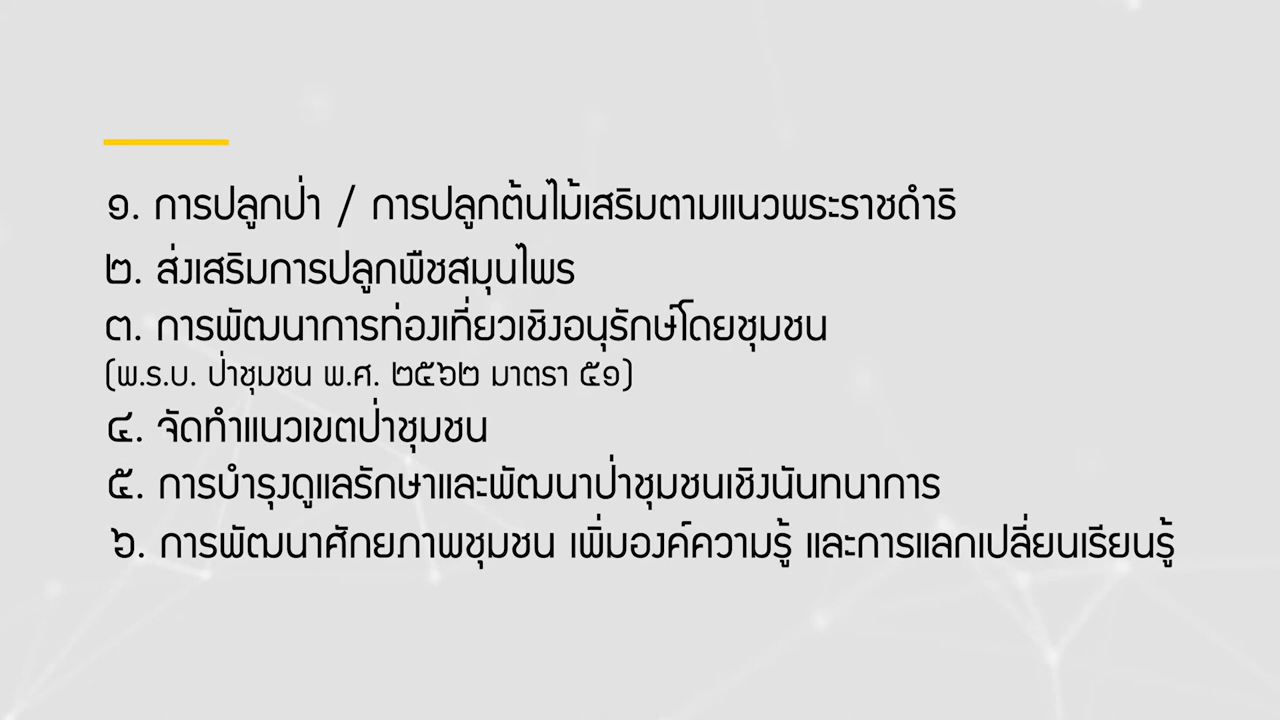 ๑. การปลูกป่า / การปลูกต้นไม้เสริมตามแนวพระราชดำริ
๒. ส่งเสริมการปลูกพืชสมุนไพร
๓. การพัฒนาการท่องเที่ยวเชิงอนุรักษ์โดยชุมชน
(พ.ร.บ. ป่าชุมชน พ.ศ. ๒๕๖๒ มาตรา ๕๑)
๔. จัดทำแนวเขตป่าชุมชน
๕. การบำรุงดูแลรักษาและพัฒนาป่าชุมชนเชิงนันทนาการ
๖. การพัฒนาศักยภาพชุมชน เพิ่มองค์ความรู้ และการแลกเปลี่ยนเรียนรู้